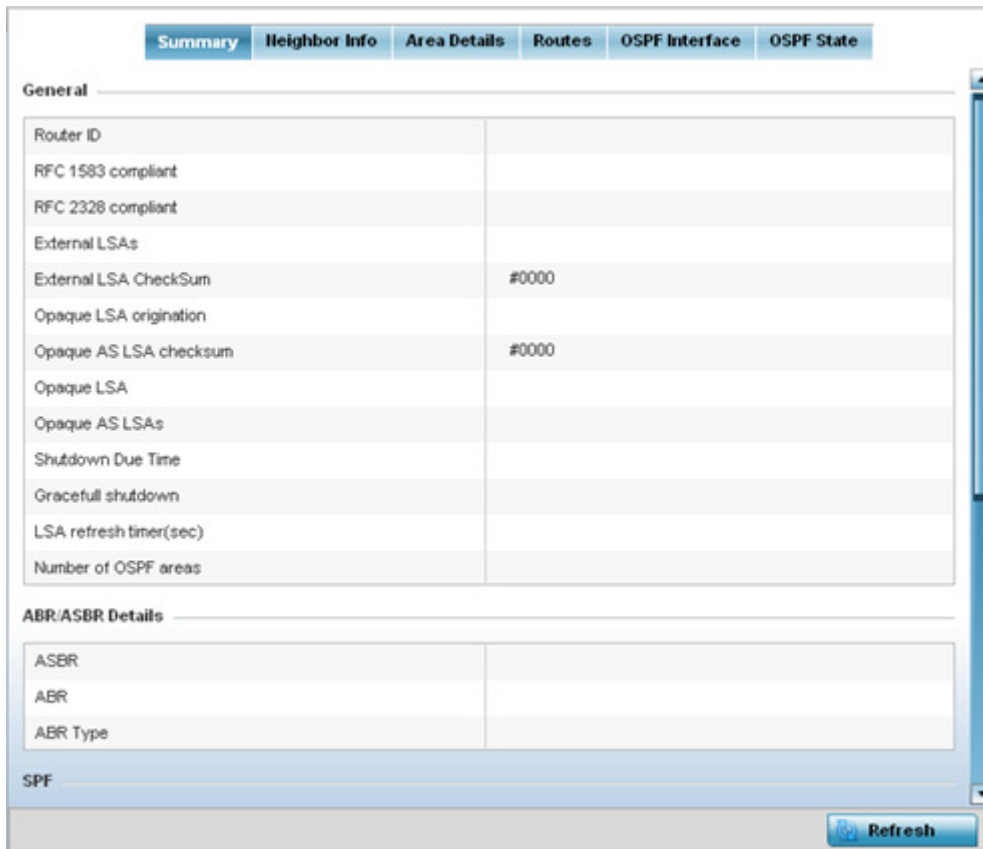 Summary Neighbor Info Area Details Routes OSPF Interface OSPF State
General
Router ID
RFC 1583 compliant
RFC 2328 compliant
External LSAs
External LSA CheckSum #0000
Opaque LSA origination
Opaque AS LSA checksum #0000
Opaque LSA
Opaque AS LSAs
Shutdown Due Time
Gracefull shutdown
LSA refresh timer(sec)
Number of OSPF areas
ABR/ASBR Details
ASBR
ABR
ABR Type
SPF
Refresh